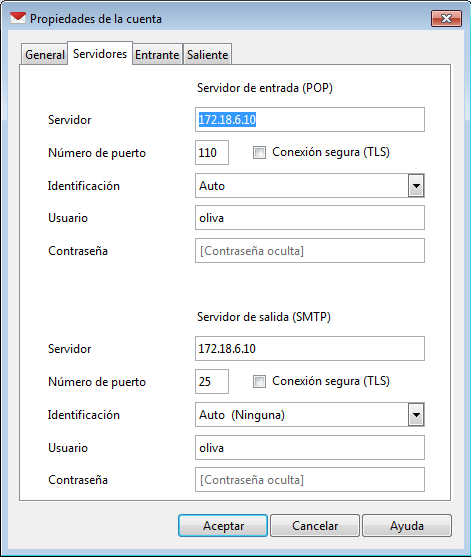 Propiedades de la cuenta
General Servidores Entrante Saliente
Servidor de entrada (POP)
Servidor 172.18.6.10
Número de puerto 110 Conexión segura (TLS)
Identificación Auto
Usuario oliva
Contraseña [Contraseña oculta]
Servidor de salida (SMTP)
Servidor 172.18.6.10
Número de puerto 25 Conexión segura (TLS)
Identificación Auto (Ninguna)
Usuario oliva
Contraseña [Contraseña oculta]
Aceptar Cancelar Ayuda